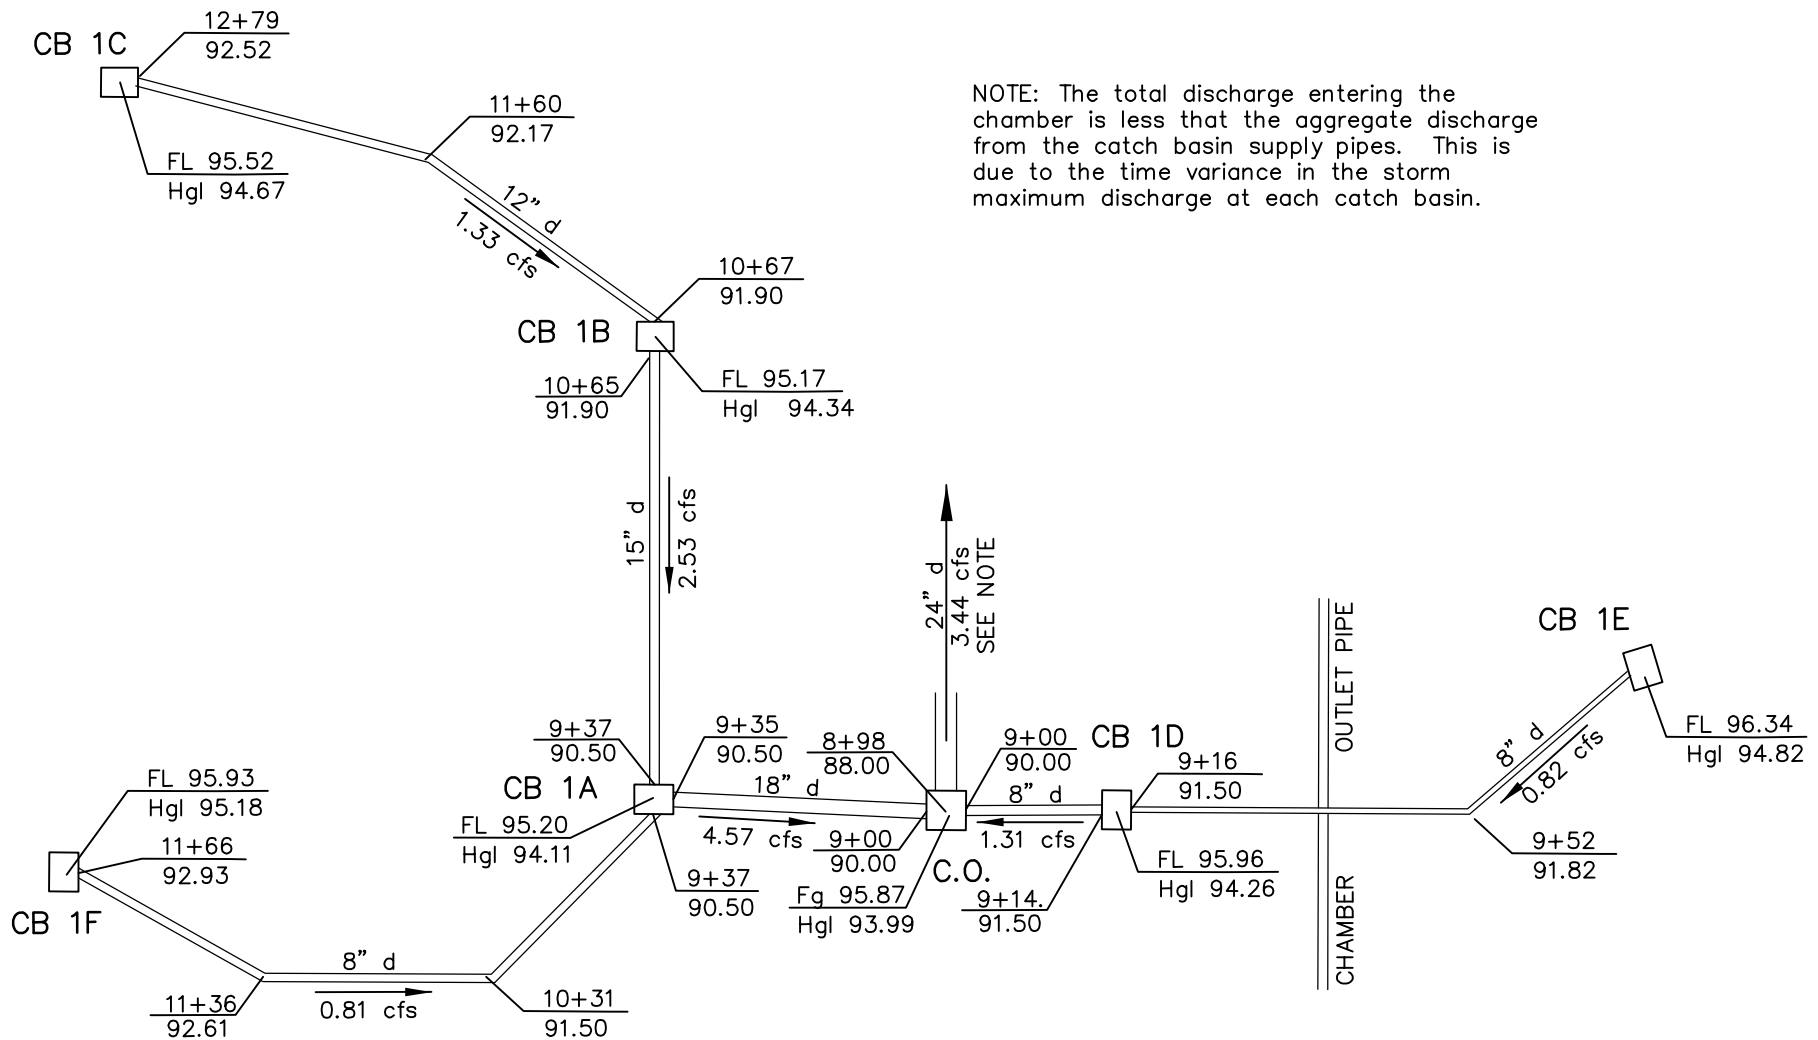 12+79
92.52
CB 1C
FL 95.52
Hgl 94.67
11+60
92.17
12” d
1.33 cfs
NOTE: The total discharge entering the
chamber is less that the aggregate discharge
from the catch basin supply pipes. This is
due to the time variance in the storm
maximum discharge at each catch basin.
10+67
91.90
CB 1B
10+65
91.90
FL 95.17
Hgl 94.34
15” d
2.53 cfs
24” d
3.44 cfs
SEE NOTE
OUTLET PIPE
CHAMBER
CB 1E
FL 96.34
Hgl 94.82
8” d
0.82 cfs
9+37
90.50
9+35
90.50
8+98
88.00
9+00
90.00
CB 1D
9+16
91.50
CB 1A
18” d
4.57 cfs
8” d
1.31 cfs
FL 95.20
Hgl 94.11
9+00
90.00
C.O.
Fg 95.87
Hgl 93.99
9+14.
91.50
FL 95.96
Hgl 94.26
9+52
91.82
FL 95.93
Hgl 95.18
11+66
92.93
CB 1F
9+37
90.50
8” d
0.81 cfs
11+36
92.61
10+31
91.50